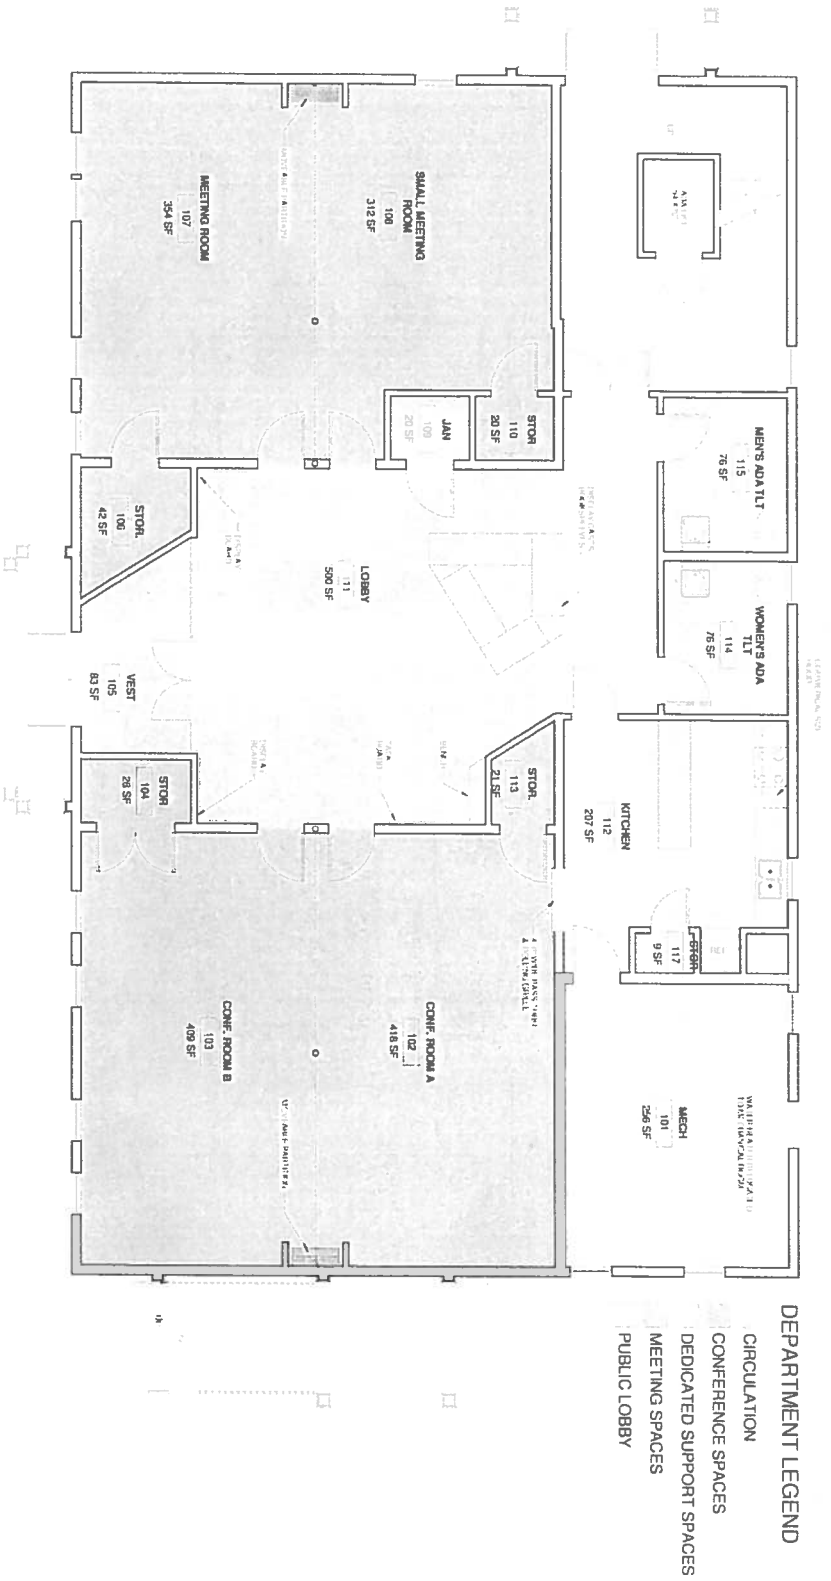 DEPARTMENT LEGEND
CIRCULATION
CONFERENCE SPACES
DEDICATED SUPPORT SPACES
MEETING SPACES
PUBLIC LOBBY
MEN'S ADA TLT
115
76 SF
WOMEN'S ADA
TLT
114
76 SF
KITCHEN
112
207 SF
STOR
117
9 SF
REF
MECH
101
256 SF
SMALL MEETING
ROOM
108
312 SF
STOR
110
20 SF
JAN
109
20 SF
LOBBY
111
500 SF
STOR.
113
21 SF
CONF. ROOM A
102
418 SF
MEETING ROOM
107
354 SF
STOR.
106
42 SF
VEST
105
83 SF
STOR
104
26 SF
CONF. ROOM B
103
409 SF